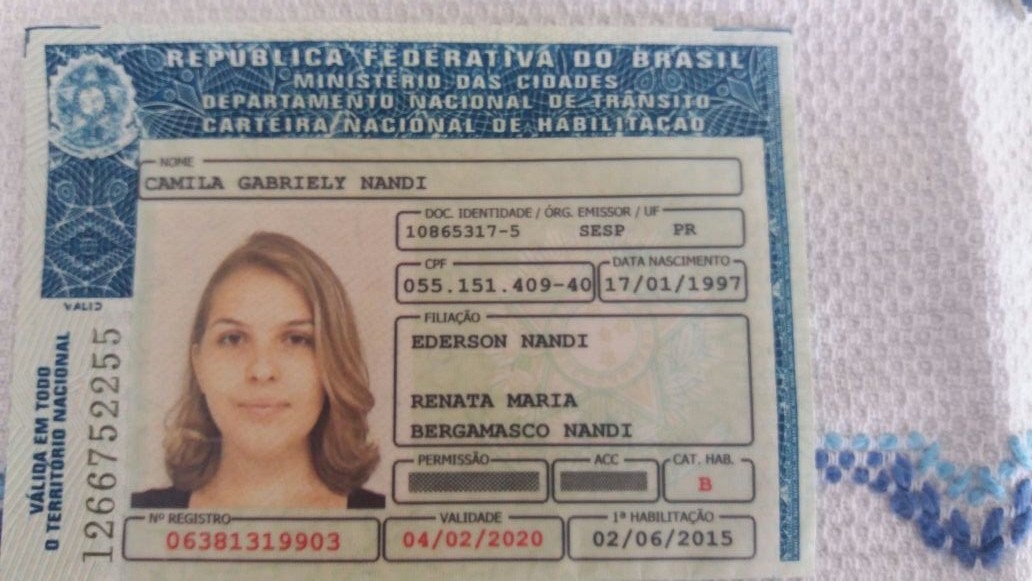 REPÚBLICA FEDERATIVA DO BRASIL
MINISTÉRIO DAS CIDADES
DEPARTAMENTO NACIONAL DE TRÂNSITO
CARTEIRA NACIONAL DE HABILITAÇÃO
NOME
CAMILA GABRIELY NANDI
DOC. IDENTIDADE / ÓRG. EMISSOR / UF
10865317-5 SESP PR
CPF
055.151.409-40
DATA NASCIMENTO
17/01/1997
FILIAÇÃO
EDERSON NANDI
RENATA MARIA
BERGAMASCO NANDI
PERMISSÃO
ACC
CAT. HAB.
B
Nº REGISTRO
06381319903
VALIDADE
04/02/2020
1ª HABILITAÇÃO
02/06/2015
VÁLIDA EM TODO
O TERRITÓRIO NACIONAL
1266752255